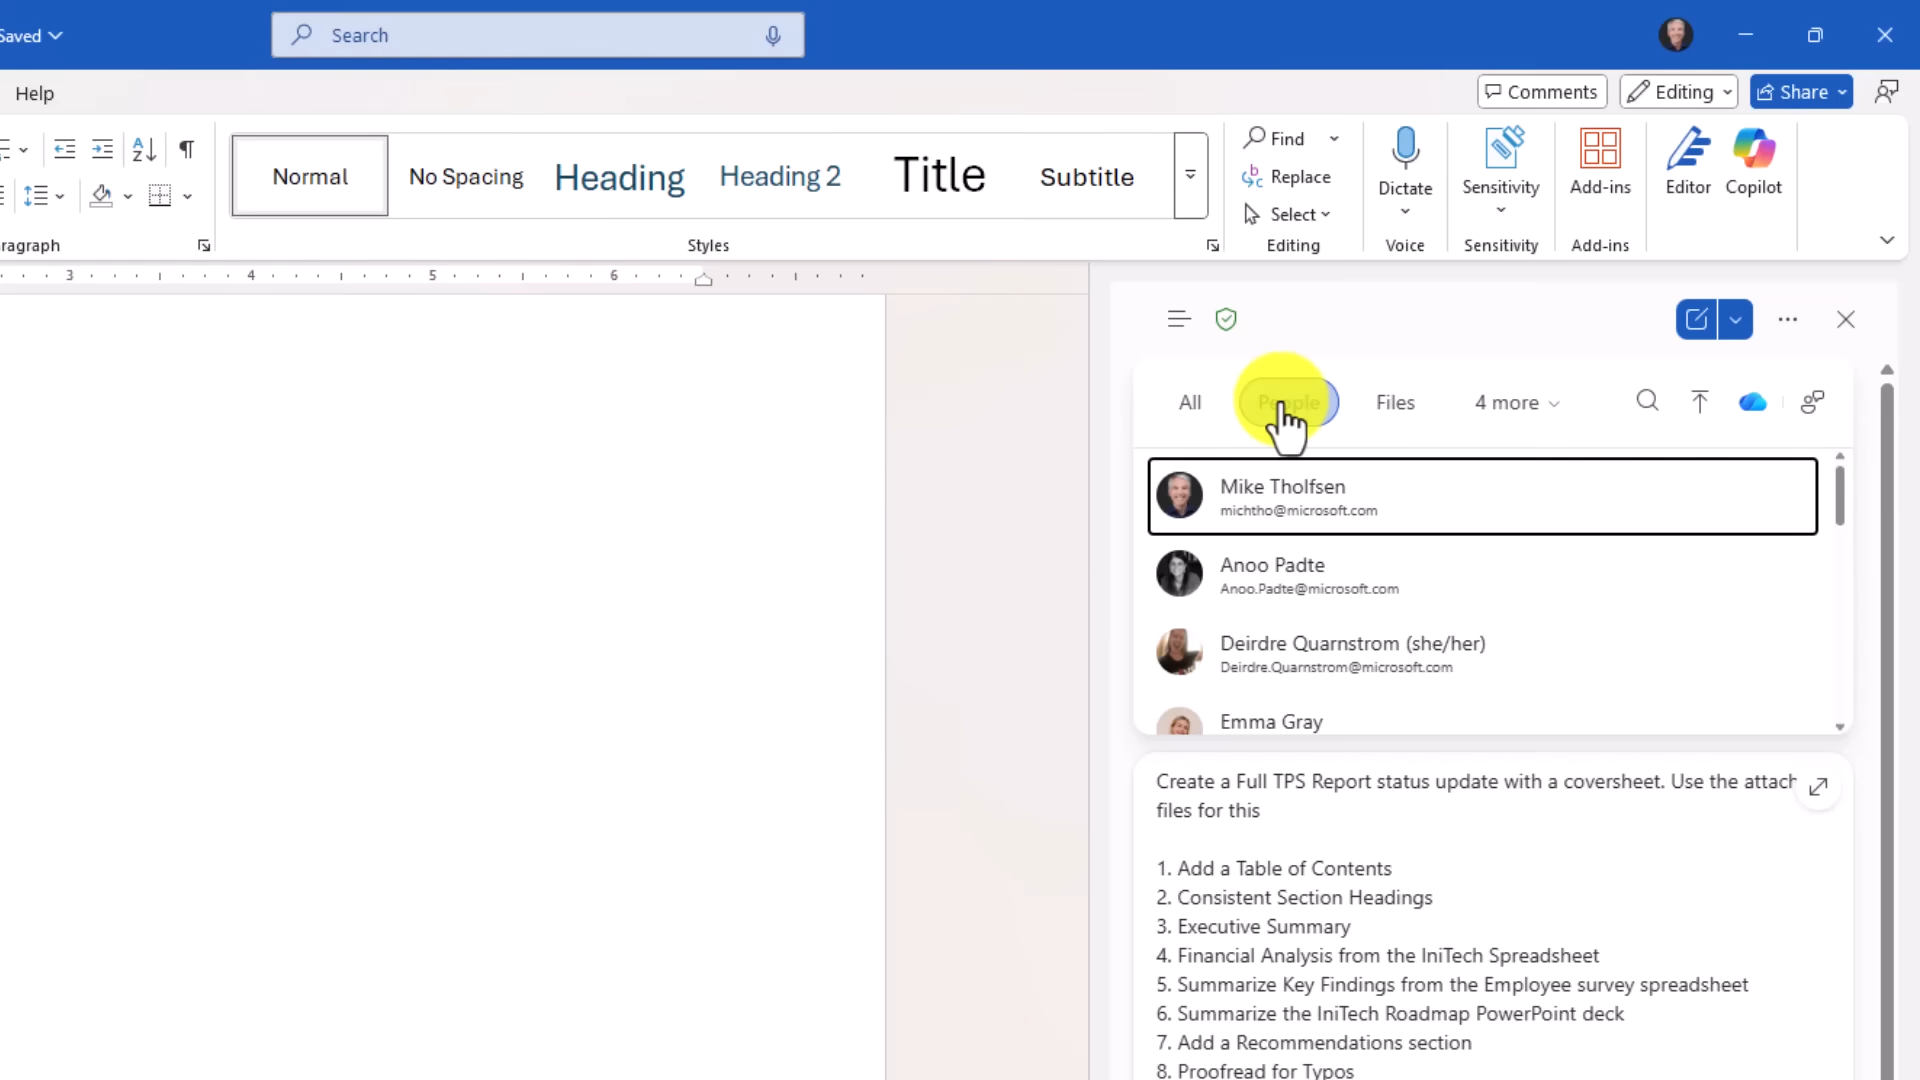 Saved
Search
Help
Comments
Editing
Share
Normal
No Spacing
Heading
Heading 2
Title
Subtitle
Find
Replace
Select
Dictate
Sensitivity
Add-ins
Editor
Copilot
ragraph
Styles
Editing
Voice
Sensitivity
Add-ins
3 4 5 6
All
People
Files
4 more
Mike Tholfsen
michtho@microsoft.com
Anoo Padte
Anoo.Padte@microsoft.com
Deirdre Quarnstrom (she/her)
Deirdre.Quarnstrom@microsoft.com
Emma Gray
Create a Full TPS Report status update with a coversheet. Use the attach
files for this
1. Add a Table of Contents
2. Consistent Section Headings
3. Executive Summary
4. Financial Analysis from the IniTech Spreadsheet
5. Summarize Key Findings from the Employee survey spreadsheet
6. Summarize the IniTech Roadmap PowerPoint deck
7. Add a Recommendations section
8. Proofread for Typos